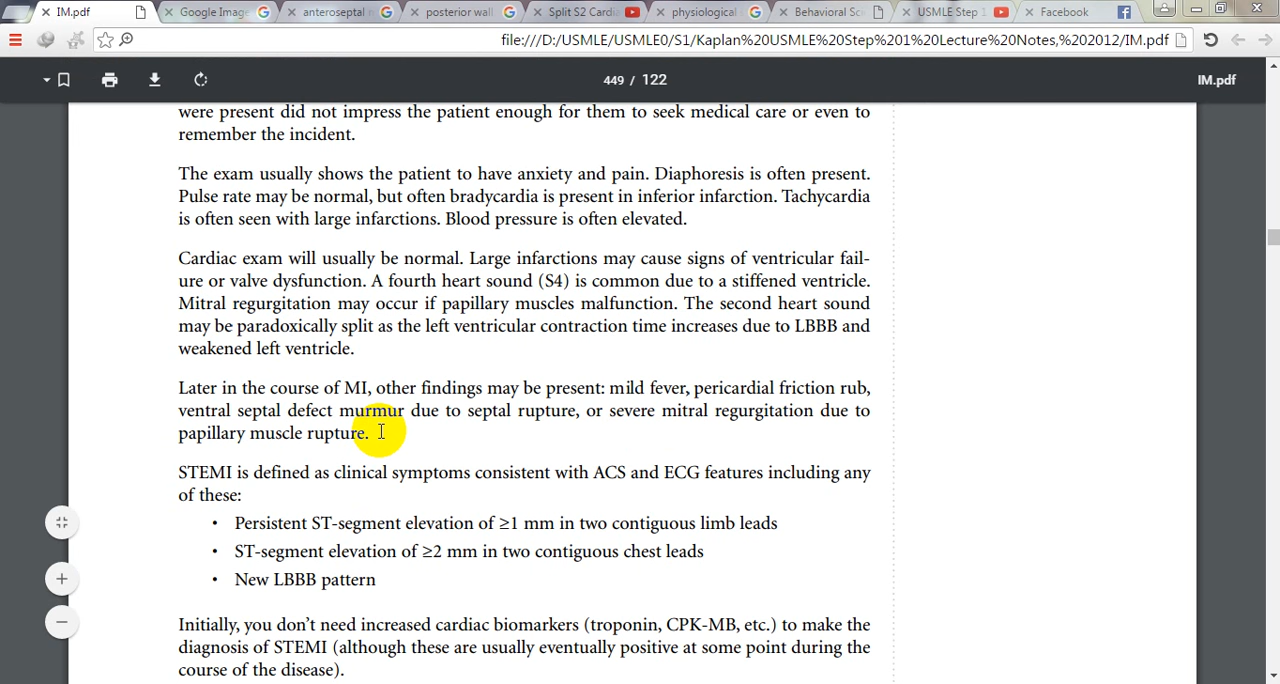 IM.pdf
Google Imag
anteroseptal
posterior wall
Split S2 Cardi
physiological
Behavioral Sc
USMLE Step
Facebook
file:///D:/USMLE/USMLE0/S1/Kaplan%20USMLE%20Step%201%20Lecture%20Notes,%202012/IM.pdf
449 / 122
IM.pdf
were present did not impress the patient enough for them to seek medical care or even to
remember the incident.
The exam usually shows the patient to have anxiety and pain. Diaphoresis is often present.
Pulse rate may be normal, but often bradycardia is present in inferior infarction. Tachycardia
is often seen with large infarctions. Blood pressure is often elevated.
Cardiac exam will usually be normal. Large infarctions may cause signs of ventricular fail-
ure or valve dysfunction. A fourth heart sound (S4) is common due to a stiffened ventricle.
Mitral regurgitation may occur if papillary muscles malfunction. The second heart sound
may be paradoxically split as the left ventricular contraction time increases due to LBBB and
weakened left ventricle.
Later in the course of MI, other findings may be present: mild fever, pericardial friction rub,
ventral septal defect murmur due to septal rupture, or severe mitral regurgitation due to
papillary muscle rupture.
STEMI is defined as clinical symptoms consistent with ACS and ECG features including any
of these:
• Persistent ST-segment elevation of ≥1 mm in two contiguous limb leads
• ST-segment elevation of ≥2 mm in two contiguous chest leads
• New LBBB pattern
Initially, you don't need increased cardiac biomarkers (troponin, CPK-MB, etc.) to make the
diagnosis of STEMI (although these are usually eventually positive at some point during the
course of the disease).